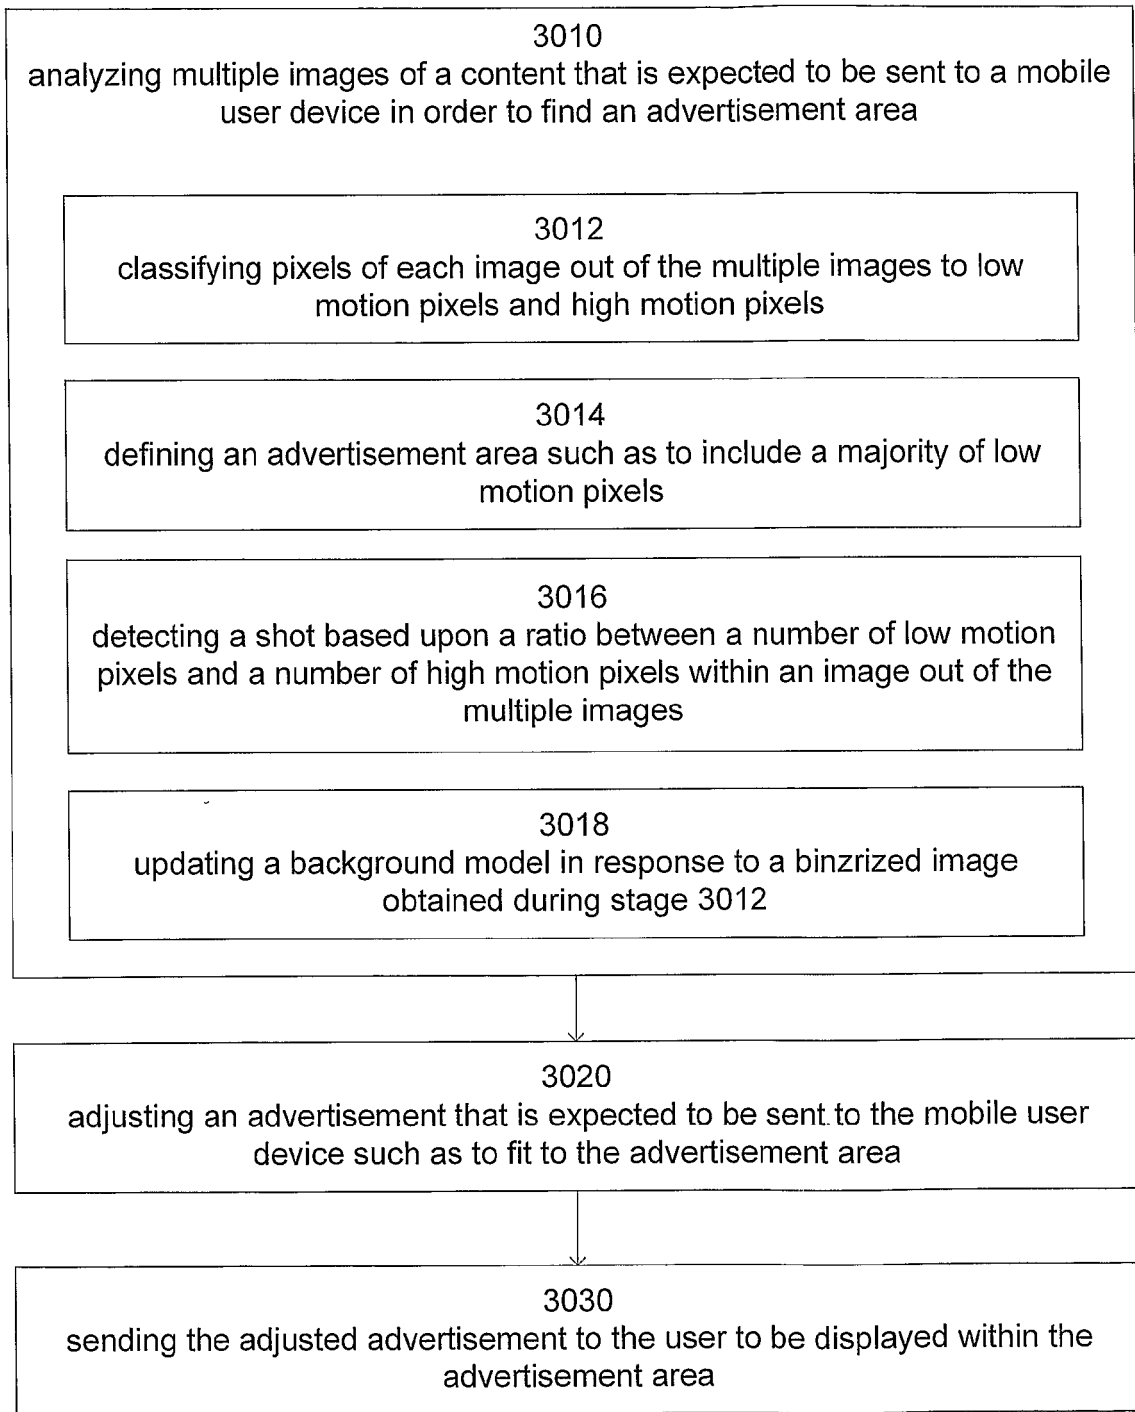 3010
analyzing multiple images of a content that is expected to be sent to a mobile
user device in order to find an advertisement area
3012
classifying pixels of each image out of the multiple images to low
motion pixels and high motion pixels
3014
defining an advertisement area such as to include a majority of low
motion pixels
3016
detecting a shot based upon a ratio between a number of low motion
pixels and a number of high motion pixels within an image out of the
multiple images
3018
updating a background model in response to a binzrized image
obtained during stage 3012
3020
adjusting an advertisement that is expected to be sent to the mobile user
device such as to fit to the advertisement area
3030
sending the adjusted advertisement to the user to be displayed within the
advertisement area